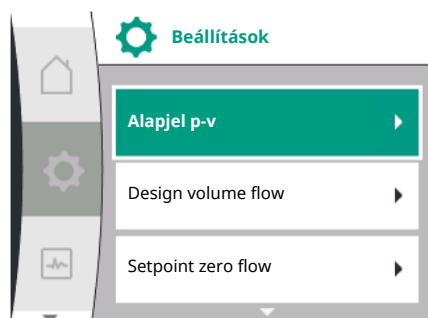 Beállítások
Alapjel p-v
Design volume flow
Setpoint zero flow